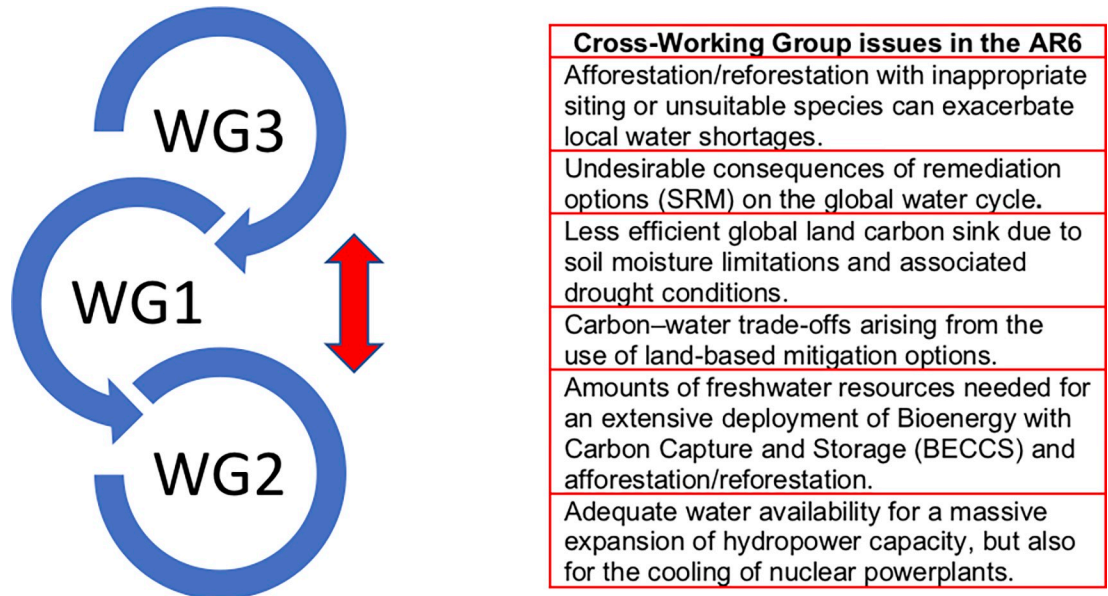 WG3
WG1
WG2
Cross-Working Group issues in the AR6
Afforestation/reforestation with inappropriate
siting or unsuitable species can exacerbate
local water shortages.
Undesirable consequences of remediation
options (SRM) on the global water cycle.
Less efficient global land carbon sink due to
soil moisture limitations and associated
drought conditions.
Carbon–water trade-offs arising from the
use of land-based mitigation options.
Amounts of freshwater resources needed for
an extensive deployment of Bioenergy with
Carbon Capture and Storage (BECCS) and
afforestation/reforestation.
Adequate water availability for a massive
expansion of hydropower capacity, but also
for the cooling of nuclear powerplants.